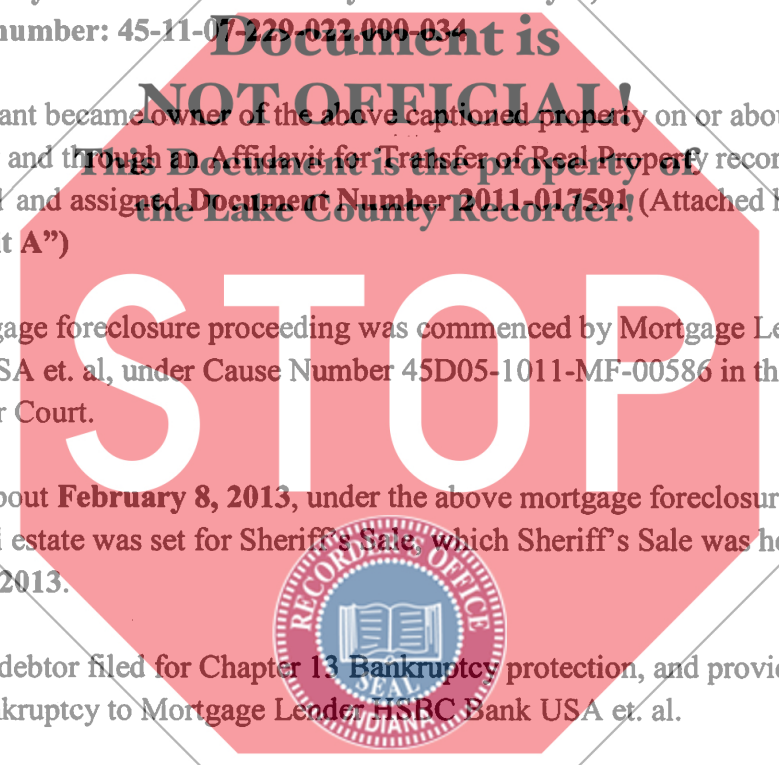 number: 45-11-07-229-022.000-034
Document is
NOT OFFICIAL!
ant became owner of the above captioned property on or abou
This Document is the property of
and through an Affidavit for Transfer of Real Property recor
the Lake County Recorder!
and assigned Document Number 2011-017591 (Attached
t A”)
gage foreclosure proceeding was commenced by Mortgage Le
SA et. al, under Cause Number 45D05-1011-MF-00586 in th
r Court.
STOP
bout February 8, 2013, under the above mortgage foreclosur
estate was set for Sheriff's Sale, which Sheriff's Sale was he
2013.
debtor filed for Chapter 13 Bankruptcy protection, and provi
kruptcy to Mortgage Lender HSBC Bank USA et. al.
RECORDER'S OFFICE
SEAL
INDIANA